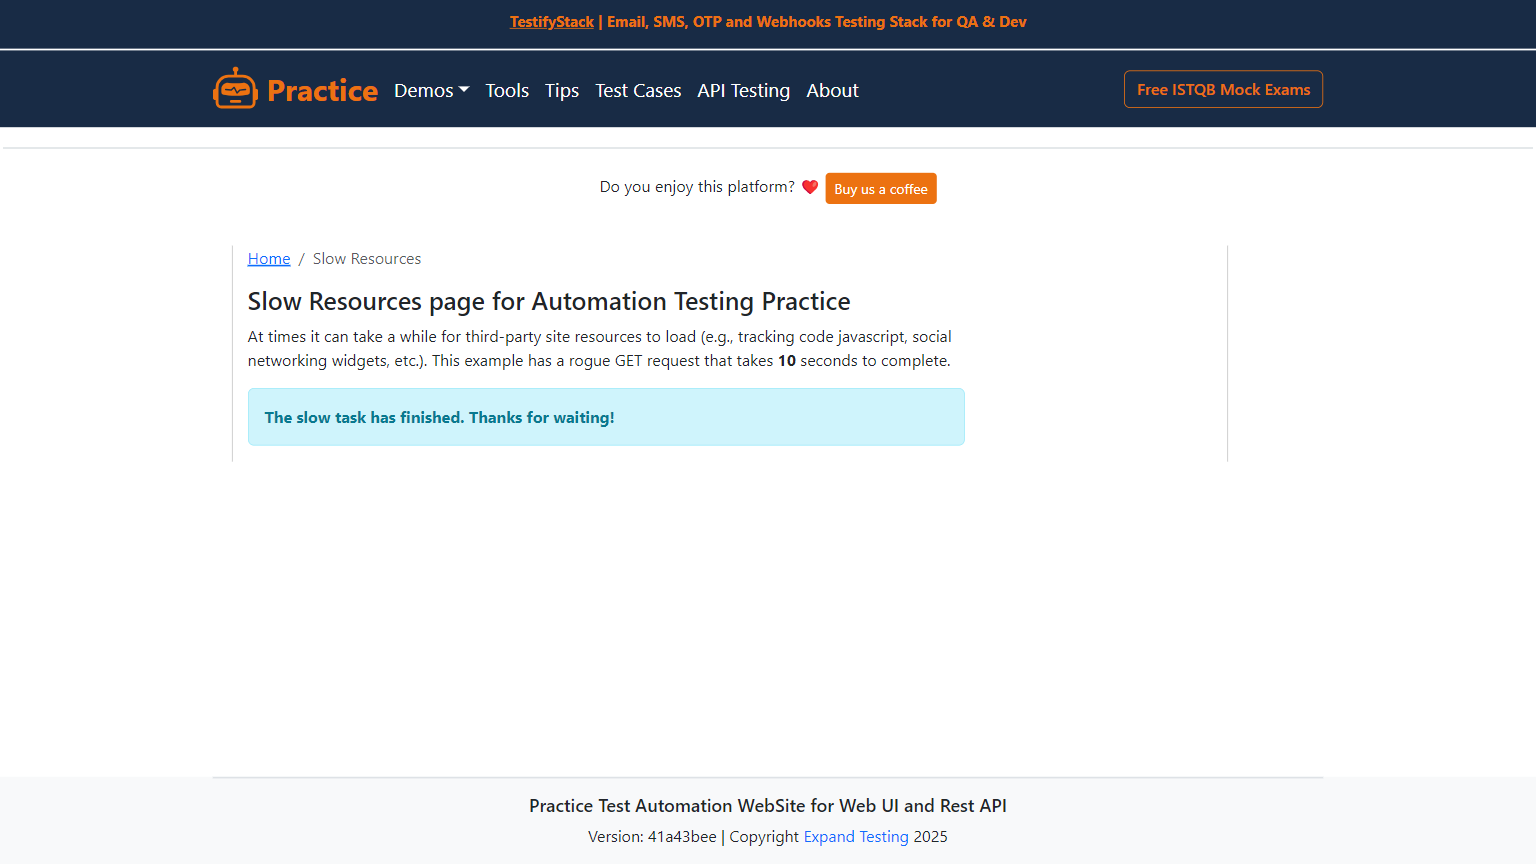 TestifyStack | Email, SMS, OTP and Webhooks Testing Stack for QA & Dev
Practice Demos Tools Tips Test Cases API Testing About Free ISTQB Mock Exams
Do you enjoy this platform? ❤️ Buy us a coffee
Home / Slow Resources
Slow Resources page for Automation Testing Practice
At times it can take a while for third-party site resources to load (e.g., tracking code javascript, social
networking widgets, etc.). This example has a rogue GET request that takes 10 seconds to complete.
The slow task has finished. Thanks for waiting!
Practice Test Automation WebSite for Web UI and Rest API
Version: 41a43bee | Copyright Expand Testing 2025